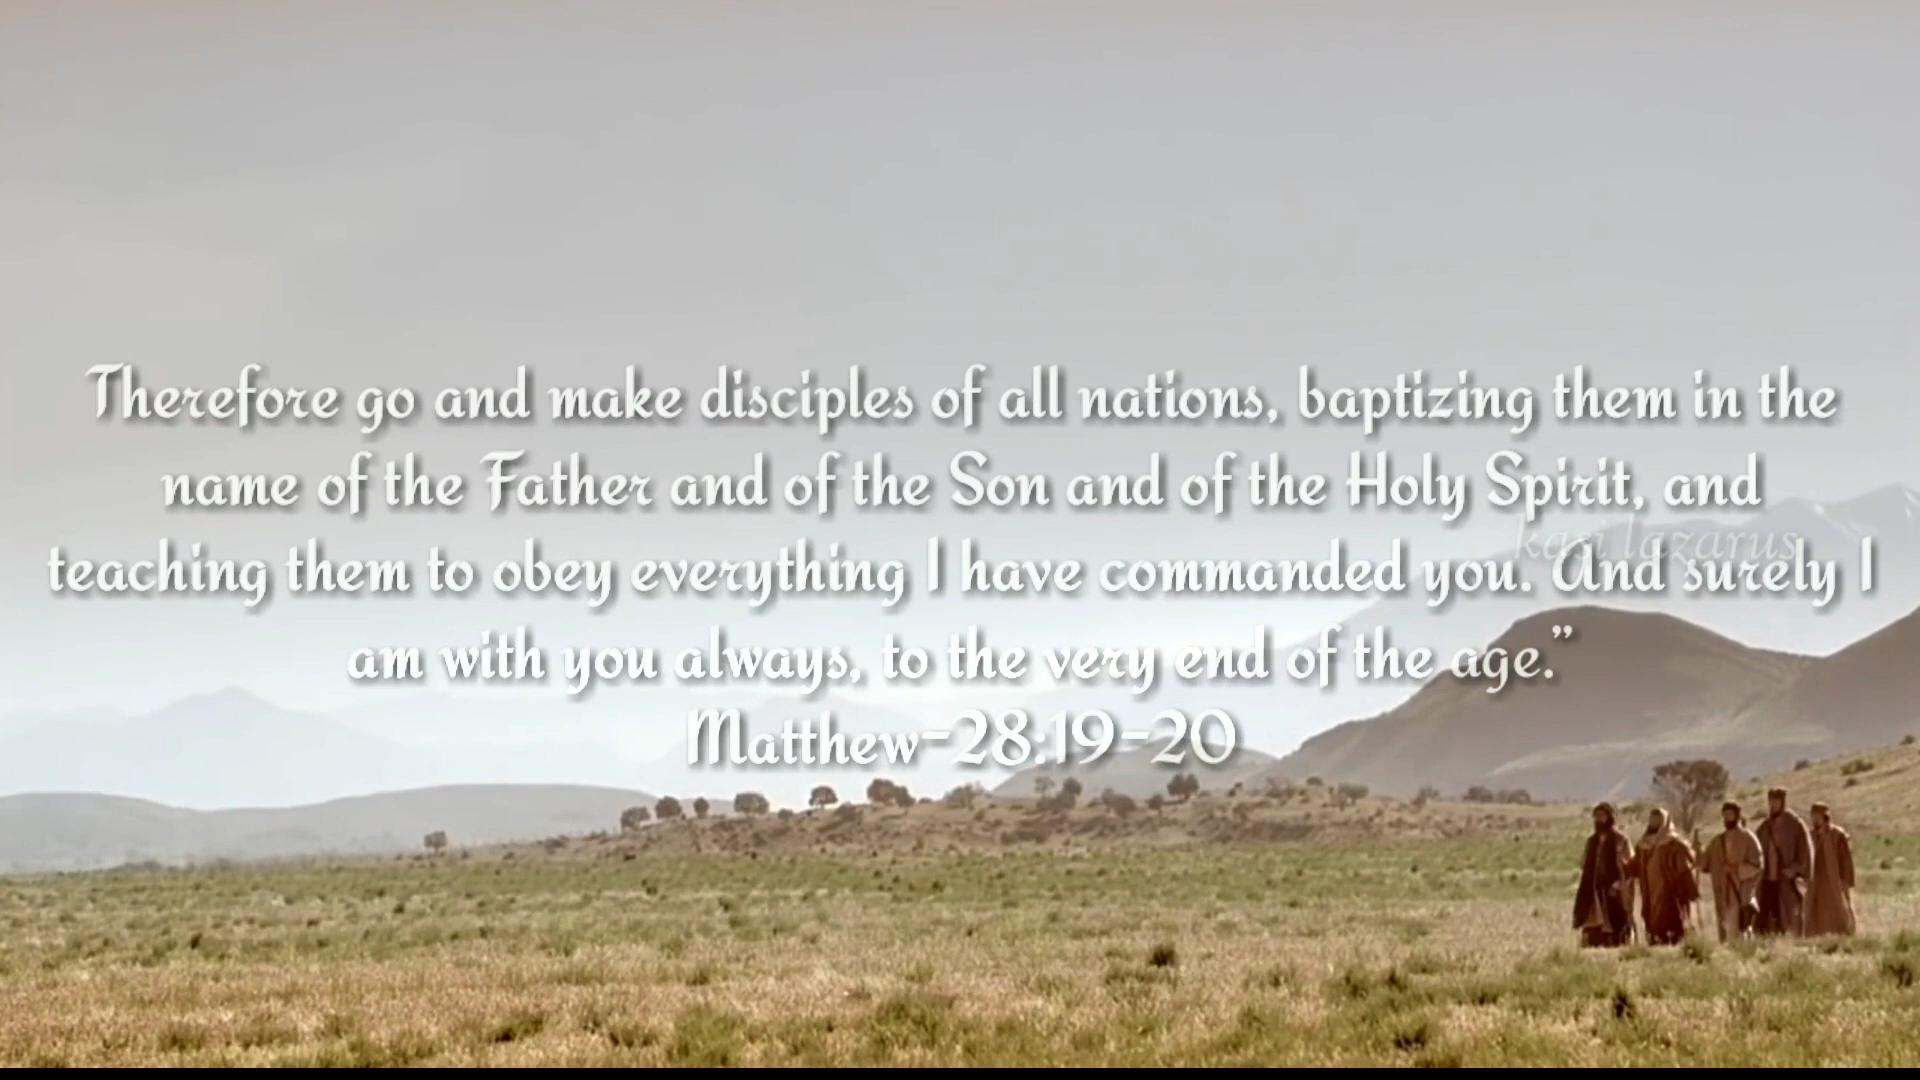 Therefore go and make disciples of all nations, baptizing them in the
name of the Father and of the Son and of the Holy Spirit, and
kasi lazarus
teaching them to obey everything I have commanded you. And surely I
am with you always, to the very end of the age.”
Matthew-28:19-20